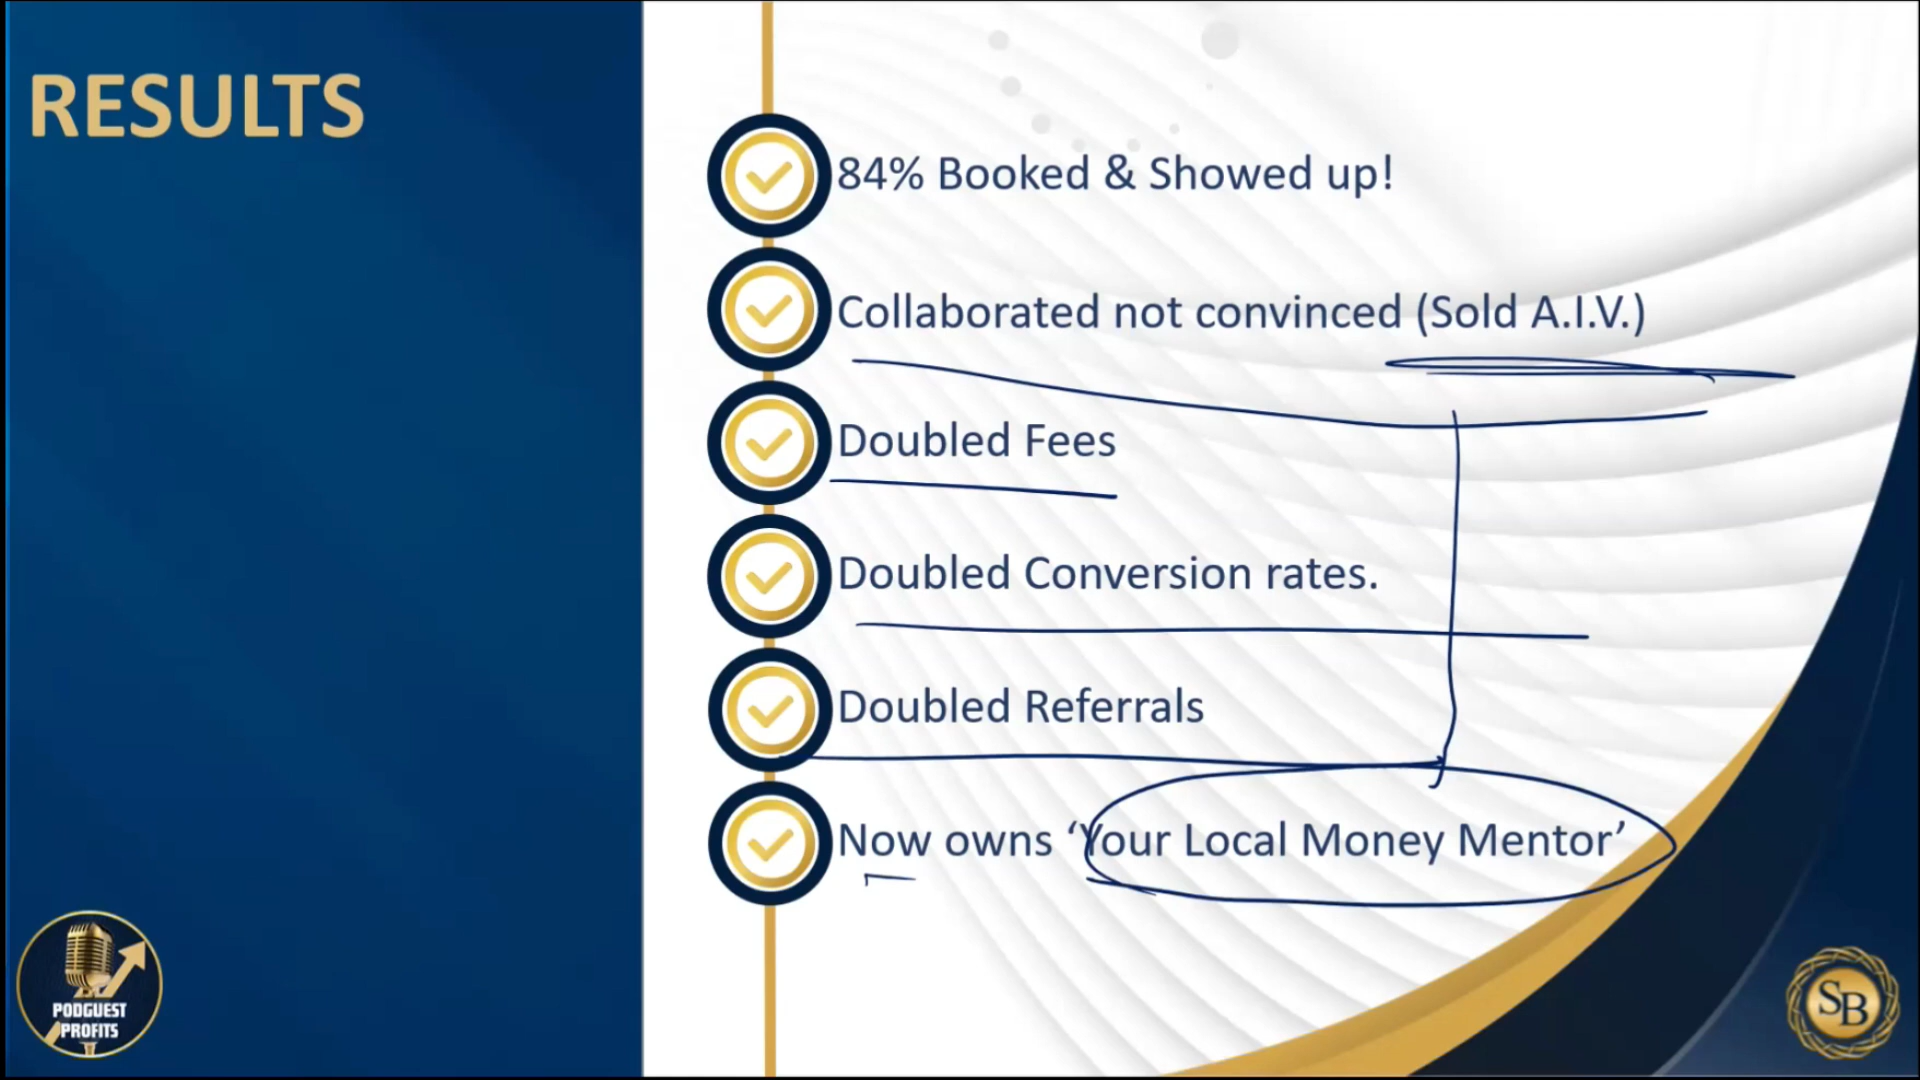 RESULTS
84% Booked & Showed up!
Collaborated not convinced (Sold A.I.V.)
Doubled Fees
Doubled Conversion rates.
Doubled Referrals
Now owns ‘Your Local Money Mentor’
PODGUEST
PROFITS
SB